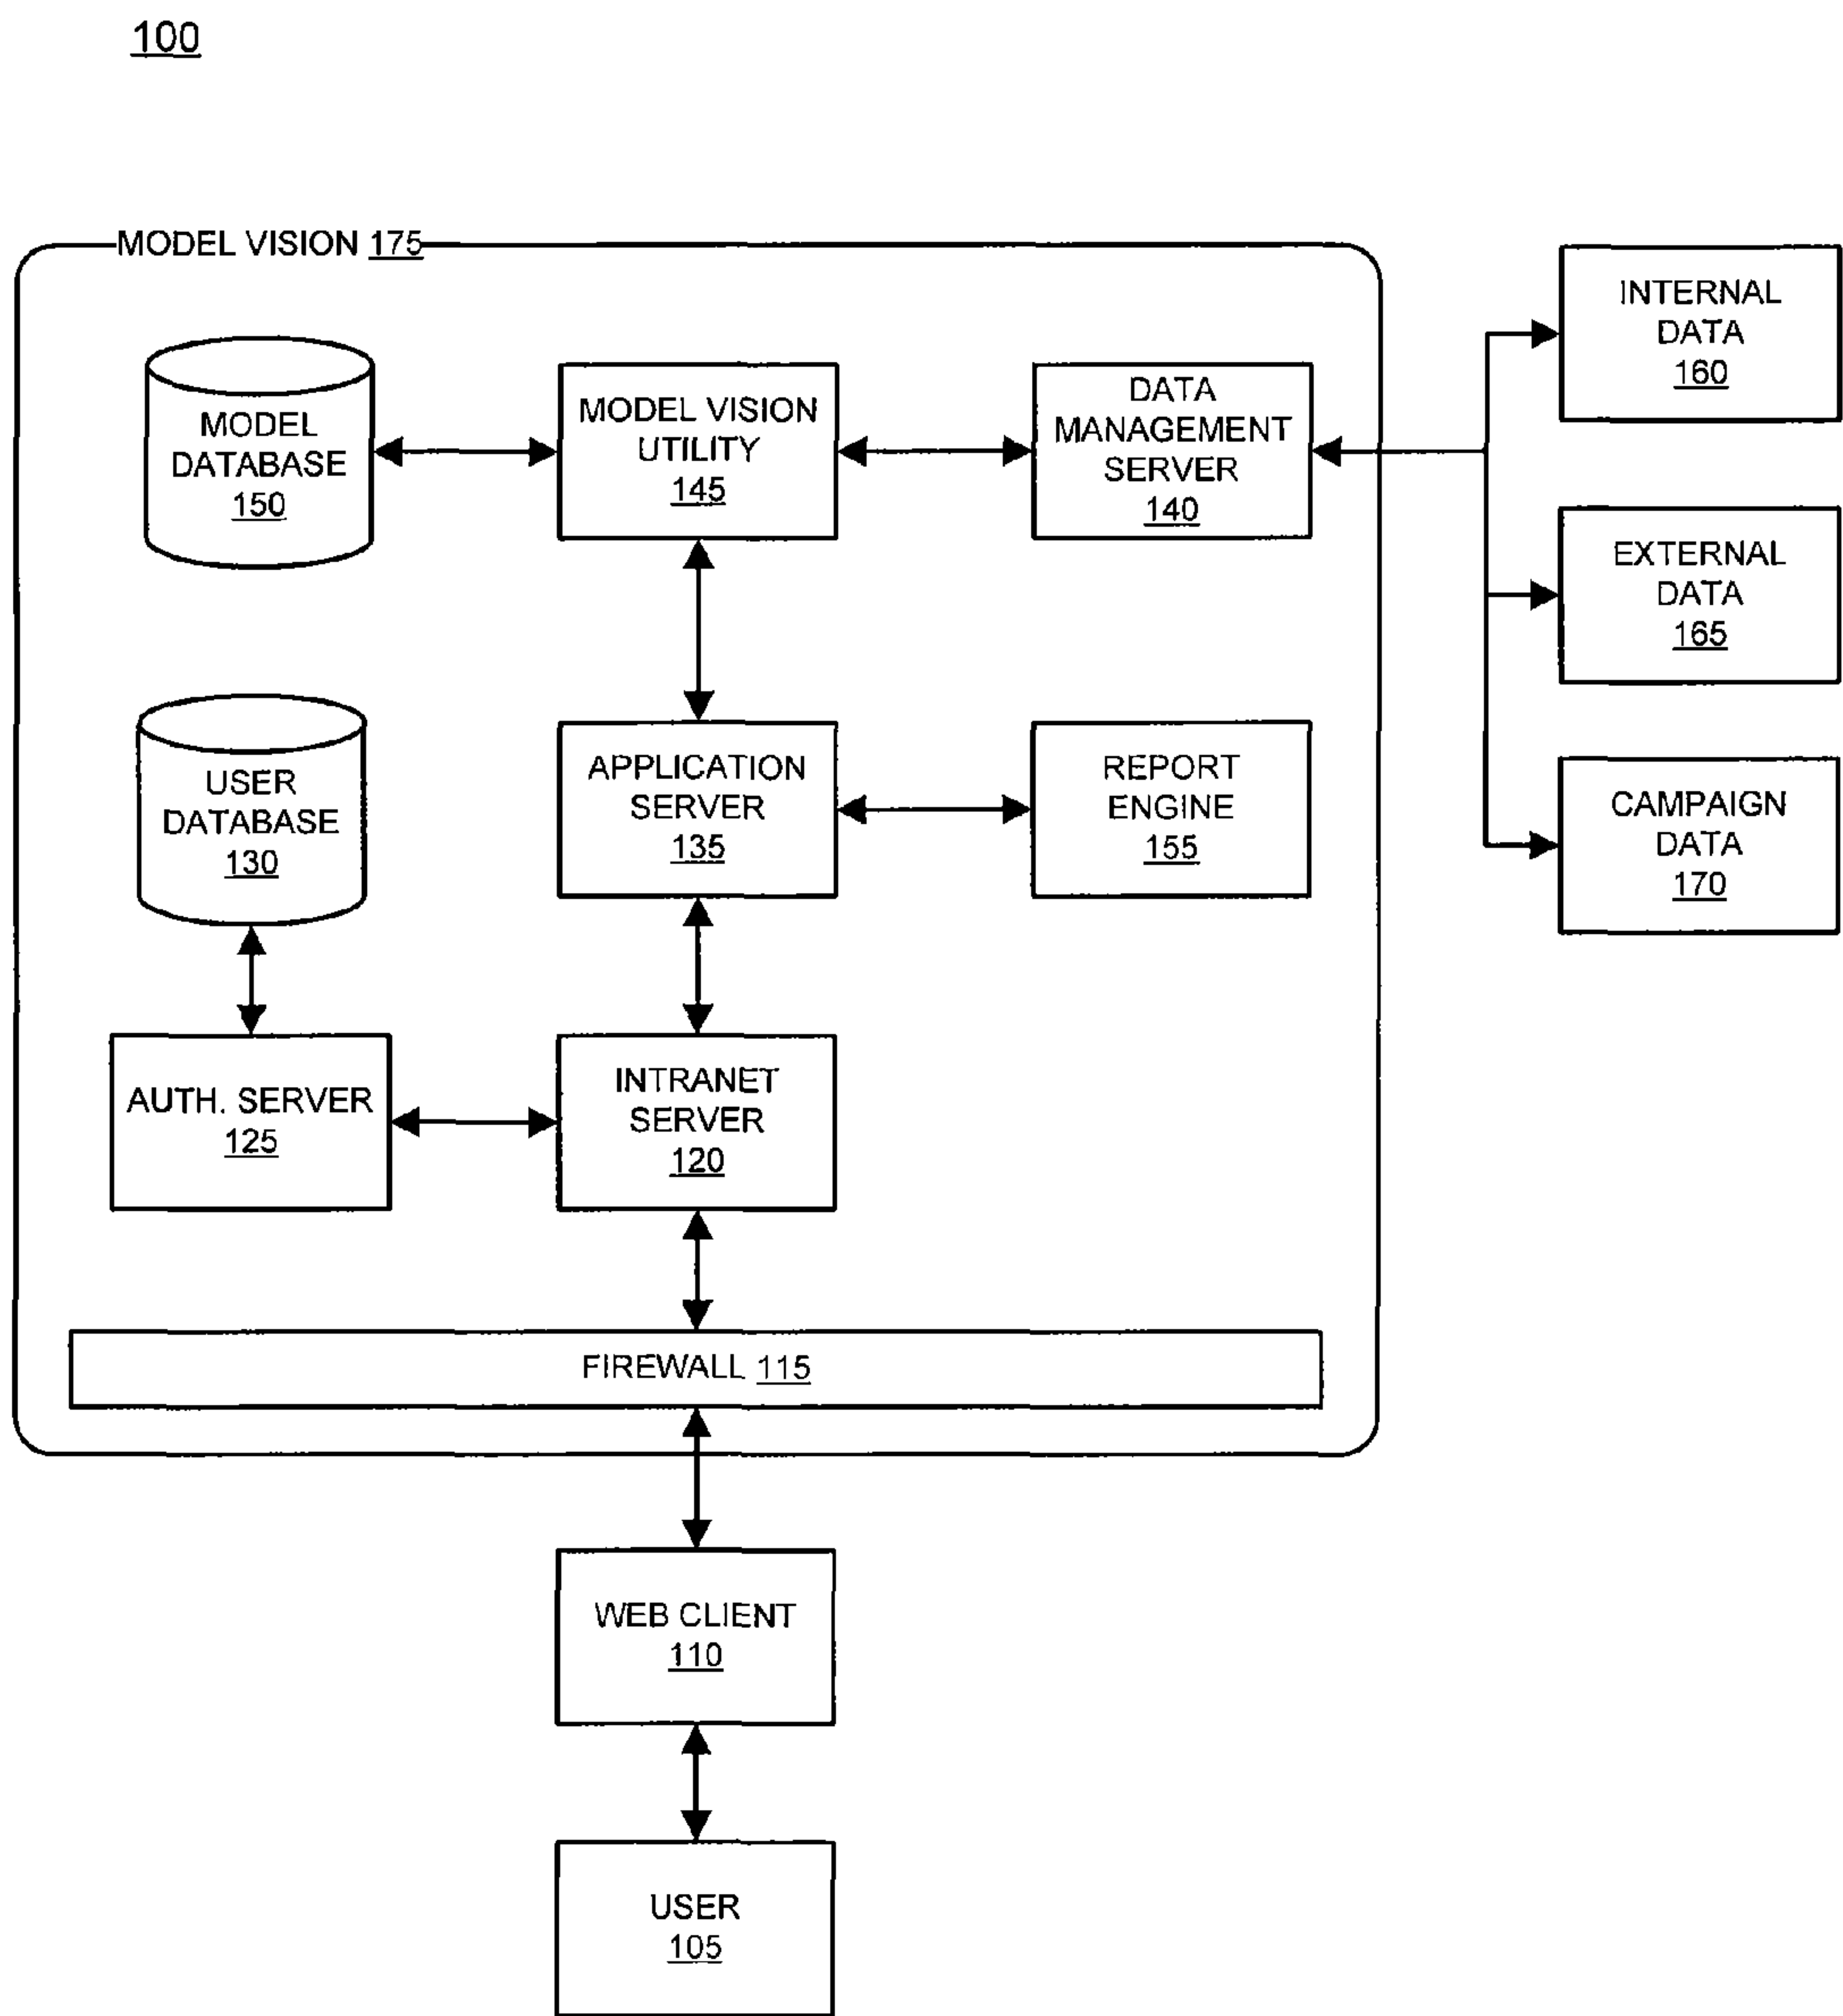 100
MODEL VISION 175
MODEL
DATABASE
150
MODEL VISION
UTILITY
145
DATA
MANAGEMENT
SERVER
140
INTERNAL
DATA
160
EXTERNAL
DATA
165
CAMPAIGN
DATA
170
USER
DATABASE
130
APPLICATION
SERVER
135
REPORT
ENGINE
155
AUTH. SERVER
125
INTRANET
SERVER
120
FIREWALL 115
WEB CLIENT
110
USER
105